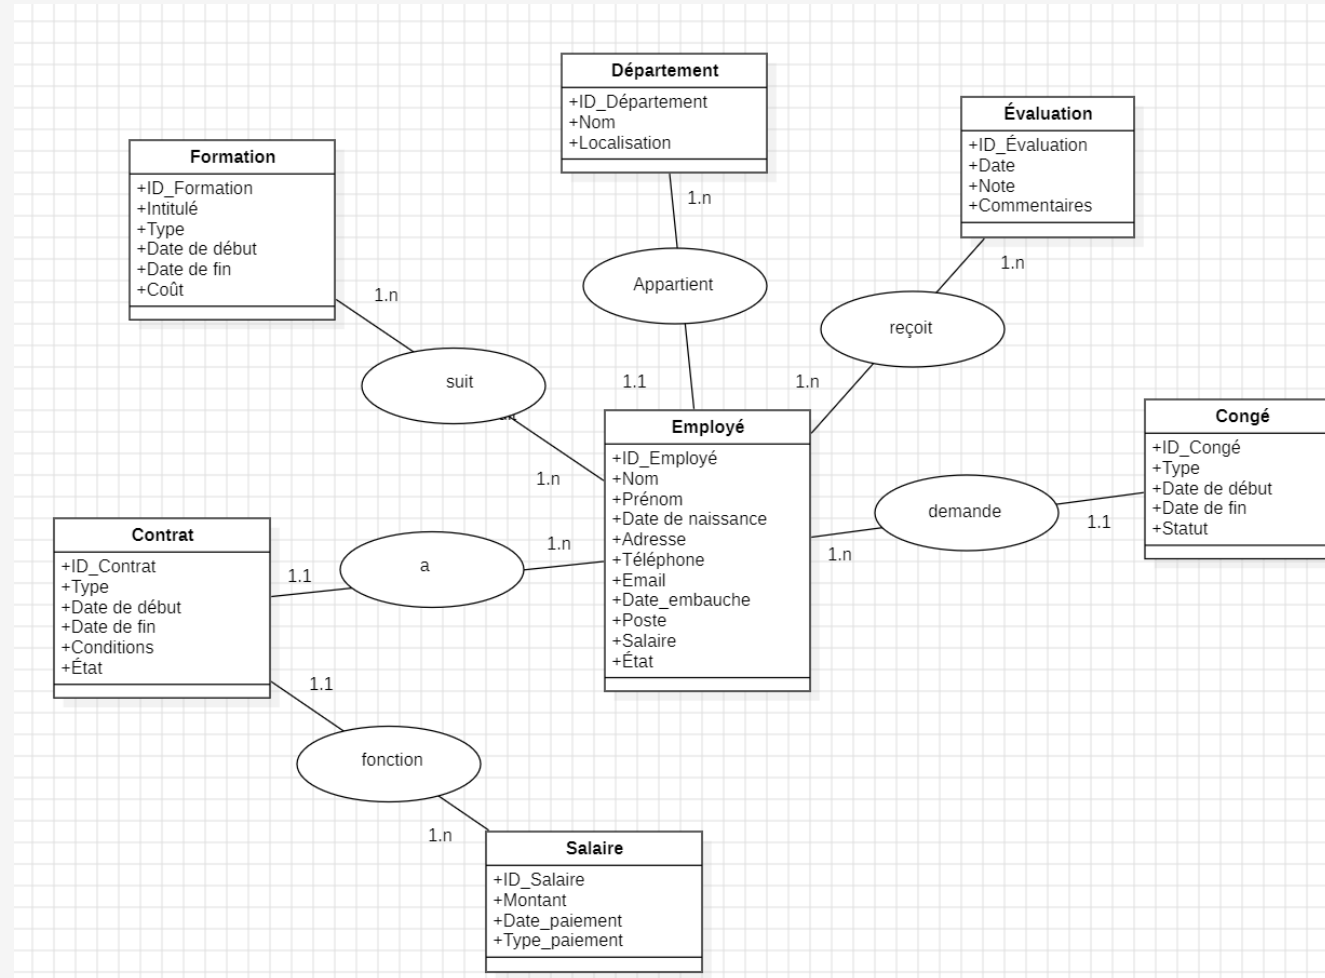 Département
+ID_Département
+Nom
+Localisation
Évaluation
+ID_Évaluation
+Date
+Note
+Commentaires
Formation
+ID_Formation
+Intitulé
+Type
+Date de début
+Date de fin
+Coût
1.n
1.n
1.n
Appartient
reçoit
suit
1.1
1.n
1.n
Employé
+ID_Employé
+Nom
+Prénom
+Date de naissance
+Adresse
+Téléphone
+Email
+Date_embauche
+Poste
+Salaire
+État
Congé
+ID_Congé
+Type
+Date de début
+Date de fin
+Statut
demande
1.1
1.n
Contrat
+ID_Contrat
+Type
+Date de début
+Date de fin
+Conditions
+État
1.1
a
1.n
1.1
fonction
1.n
Salaire
+ID_Salaire
+Montant
+Date_paiement
+Type_paiement